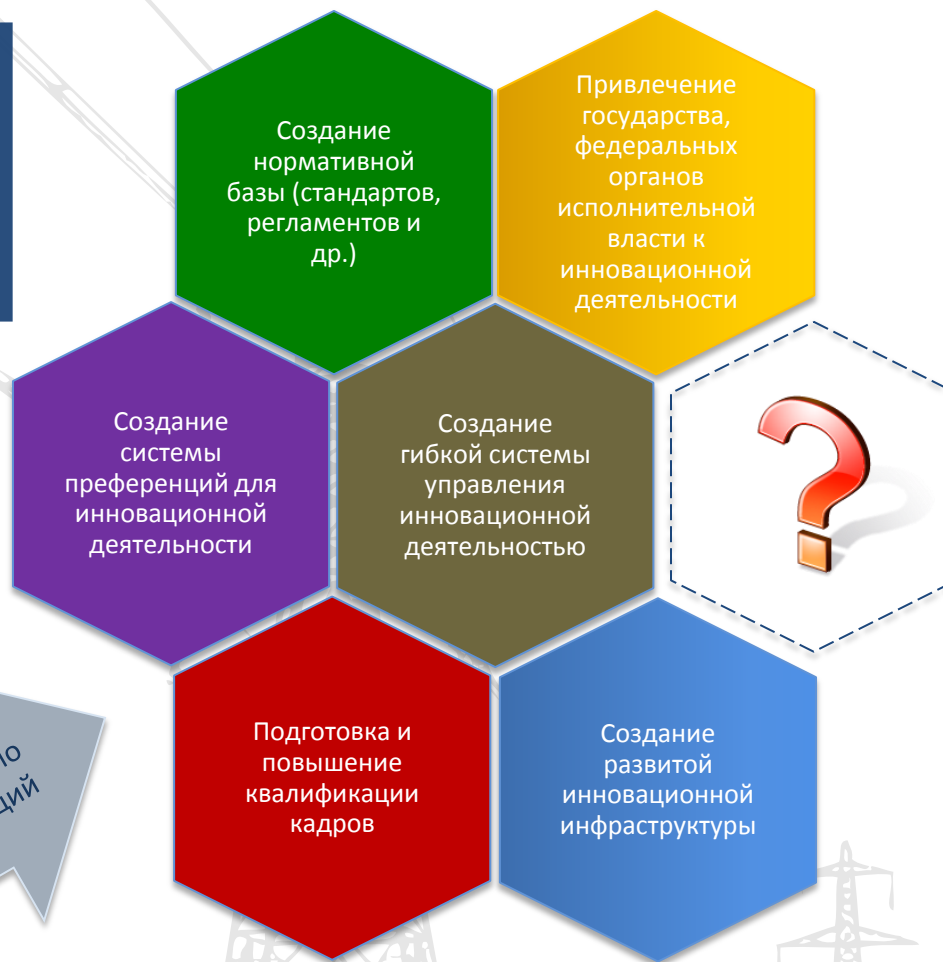 Создание
нормативной
базы (стандартов,
регламентов и
др.)
Привлечение
государства,
федеральных
органов
исполнительной
власти к
инновационной
деятельности
Создание
системы
преференций для
инновационной
деятельности
Создание
гибкой системы
управления
инновационной
деятельностью
?
Подготовка и
повышение
квалификации
кадров
Создание
развитой
инновационной
инфраструктуры